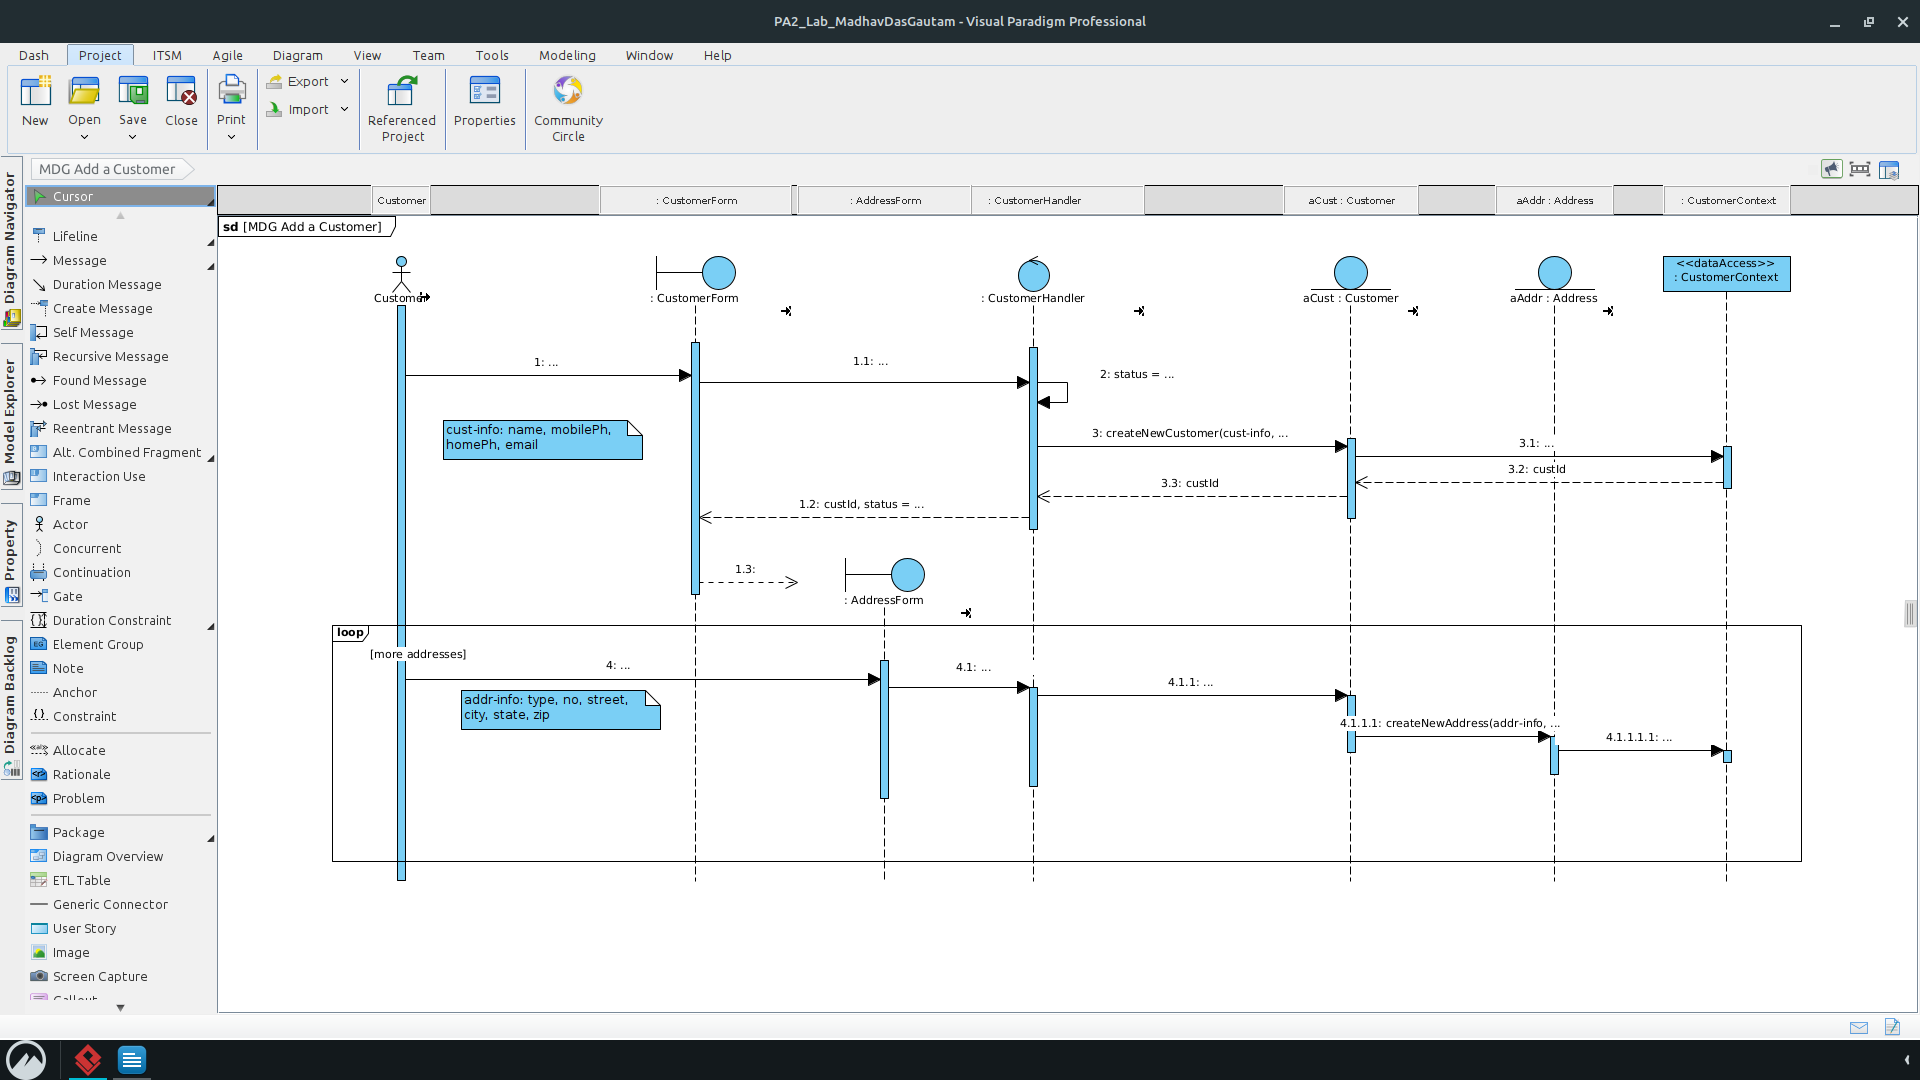 PA2_Lab_MadhavDasGautam - Visual Paradigm Professional
Dash Project ITSM Agile Diagram View Team Tools Modeling Window Help
New Open Save Close Print Export Import Referenced Project Properties Community Circle
MDG Add a Customer
Diagram Navigator
Model Explorer
Property
Diagram Backlog
Cursor
Lifeline
Message
Duration Message
Create Message
Self Message
Recursive Message
Found Message
Lost Message
Reentrant Message
Alt. Combined Fragment
Interaction Use
Frame
Actor
Concurrent
Continuation
Gate
Duration Constraint
Element Group
Note
Anchor
Constraint
Allocate
Rationale
Problem
Package
Diagram Overview
ETL Table
Generic Connector
User Story
Image
Screen Capture
Customer : CustomerForm : AddressForm : CustomerHandler aCust : Customer aAddr : Address : CustomerContext
sd [MDG Add a Customer]
<<dataAccess>>
: CustomerContext
Customer : CustomerForm : CustomerHandler aCust : Customer aAddr : Address
1: ...
1.1: ...
2: status = ...
cust-info: name, mobilePh,
homePh, email
3: createNewCustomer(cust-info, ...
3.1: ...
3.2: custId
3.3: custId
1.2: custId, status = ...
1.3:
: AddressForm
loop
[more addresses]
4: ...
4.1: ...
4.1.1: ...
addr-info: type, no, street,
city, state, zip
4.1.1.1: createNewAddress(addr-info, ...
4.1.1.1.1: ...